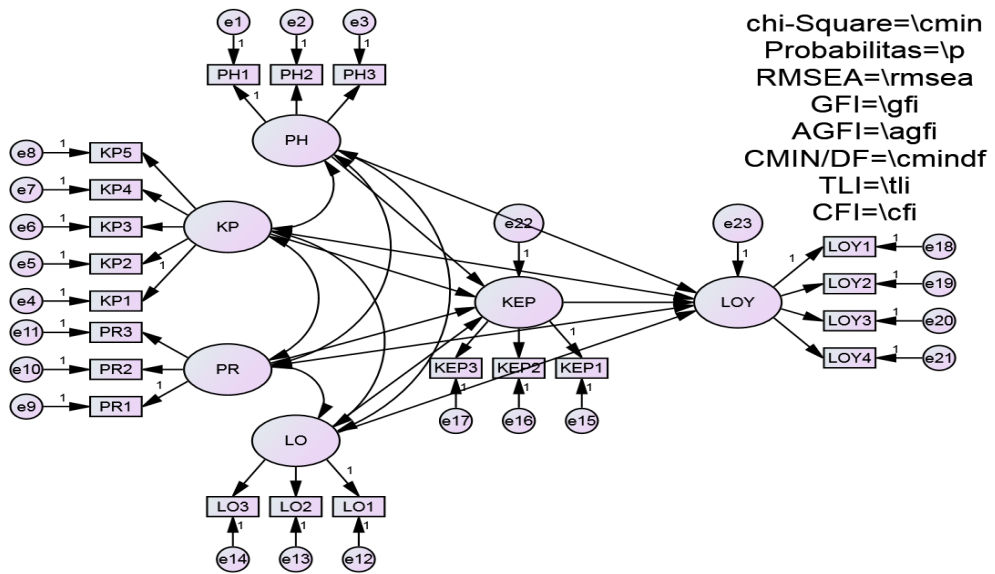 e1
e2
e3
1
1
1
PH1
PH2
PH3
1
PH
chi-Square=\cmin
Probabilitas=\p
RMSEA=\rmsea
GFI=\gfi
AGFI=\agfi
CMIN/DF=\cmindf
TLI=\tli
CFI=\cfi
e8
1
KP5
e7
1
KP4
e6
1
KP3
e5
1
KP2
1
e4
1
KP1
KP
e11
1
PR3
e10
1
PR2
e9
1
PR1
1
PR
LO
1
LO3
LO2
LO1
1
1
1
e14
e13
e12
e22
1
KEP
1
KEP3
KEP2
KEP1
1
1
1
e17
e16
e15
e23
1
LOY
1
LOY1
1
e18
LOY2
1
e19
LOY3
1
e20
LOY4
1
e21